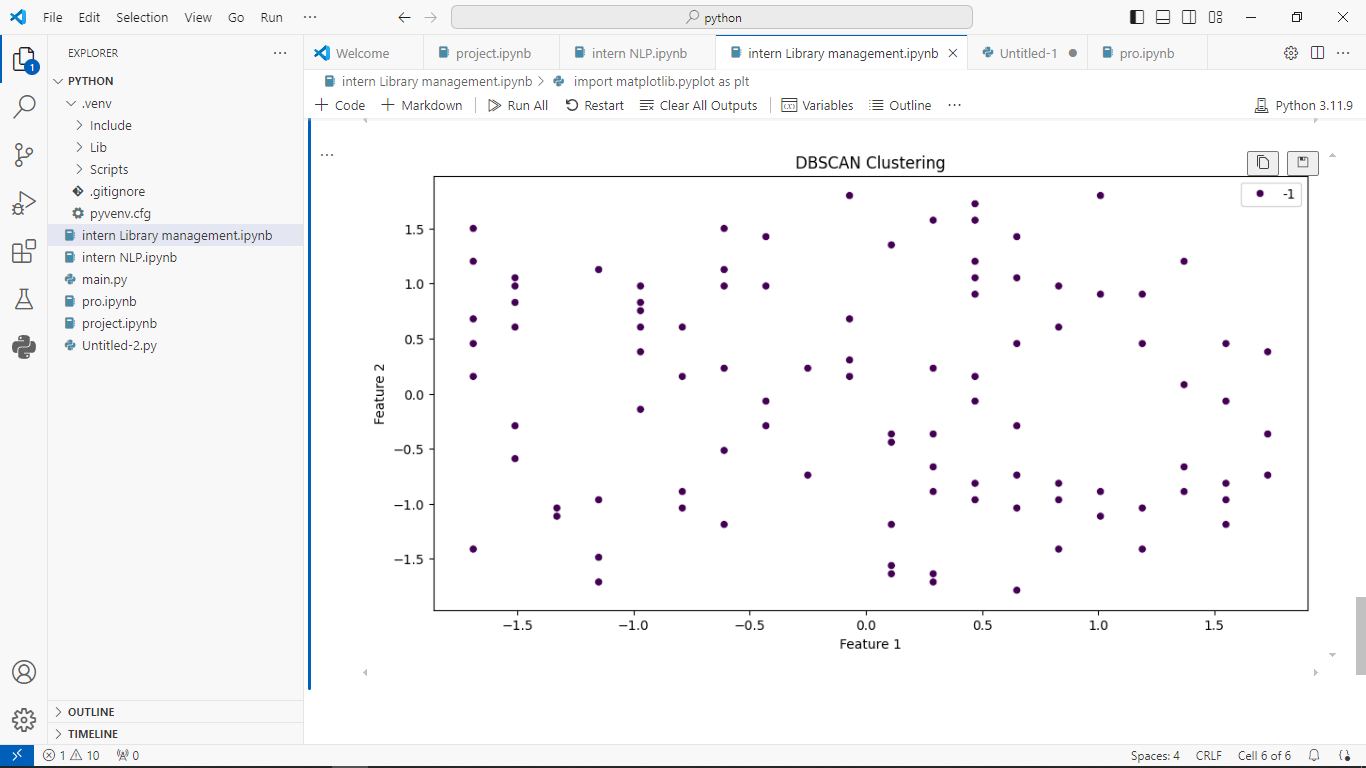 File Edit Selection View Go Run ··· python
EXPLORER ···
PYTHON
.venv
Include
Lib
Scripts
.gitignore
pyvenv.cfg
intern Library management.ipynb
intern NLP.ipynb
main.py
pro.ipynb
project.ipynb
Untitled-2.py
OUTLINE
TIMELINE
1
Welcome project.ipynb intern NLP.ipynb intern Library management.ipynb Untitled-1 pro.ipynb
intern Library management.ipynb > import matplotlib.pyplot as plt
+ Code + Markdown Run All Restart Clear All Outputs Variables Outline ··· Python 3.11.9
···
DBSCAN Clustering
-1
1.5
1.0
0.5
0.0
−0.5
−1.0
−1.5
Feature 2
−1.5 −1.0 −0.5 0.0 0.5 1.0 1.5
Feature 1
1 10 0 Spaces: 4 CRLF Cell 6 of 6